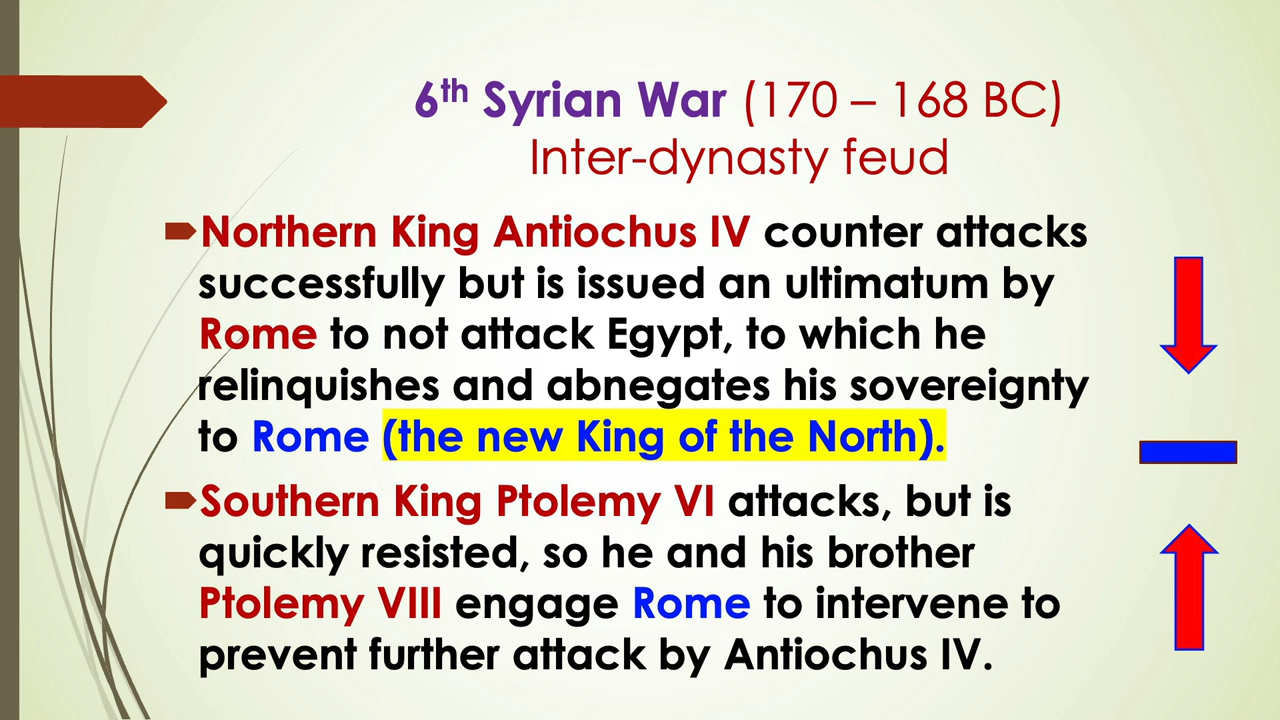 6th Syrian War (170 – 168 BC)
Inter-dynasty feud
Northern King Antiochus IV counter attacks
successfully but is issued an ultimatum by
Rome to not attack Egypt, to which he
relinquishes and abnegates his sovereignty
to Rome (the new King of the North).
Southern King Ptolemy VI attacks, but is
quickly resisted, so he and his brother
Ptolemy VIII engage Rome to intervene to
prevent further attack by Antiochus IV.